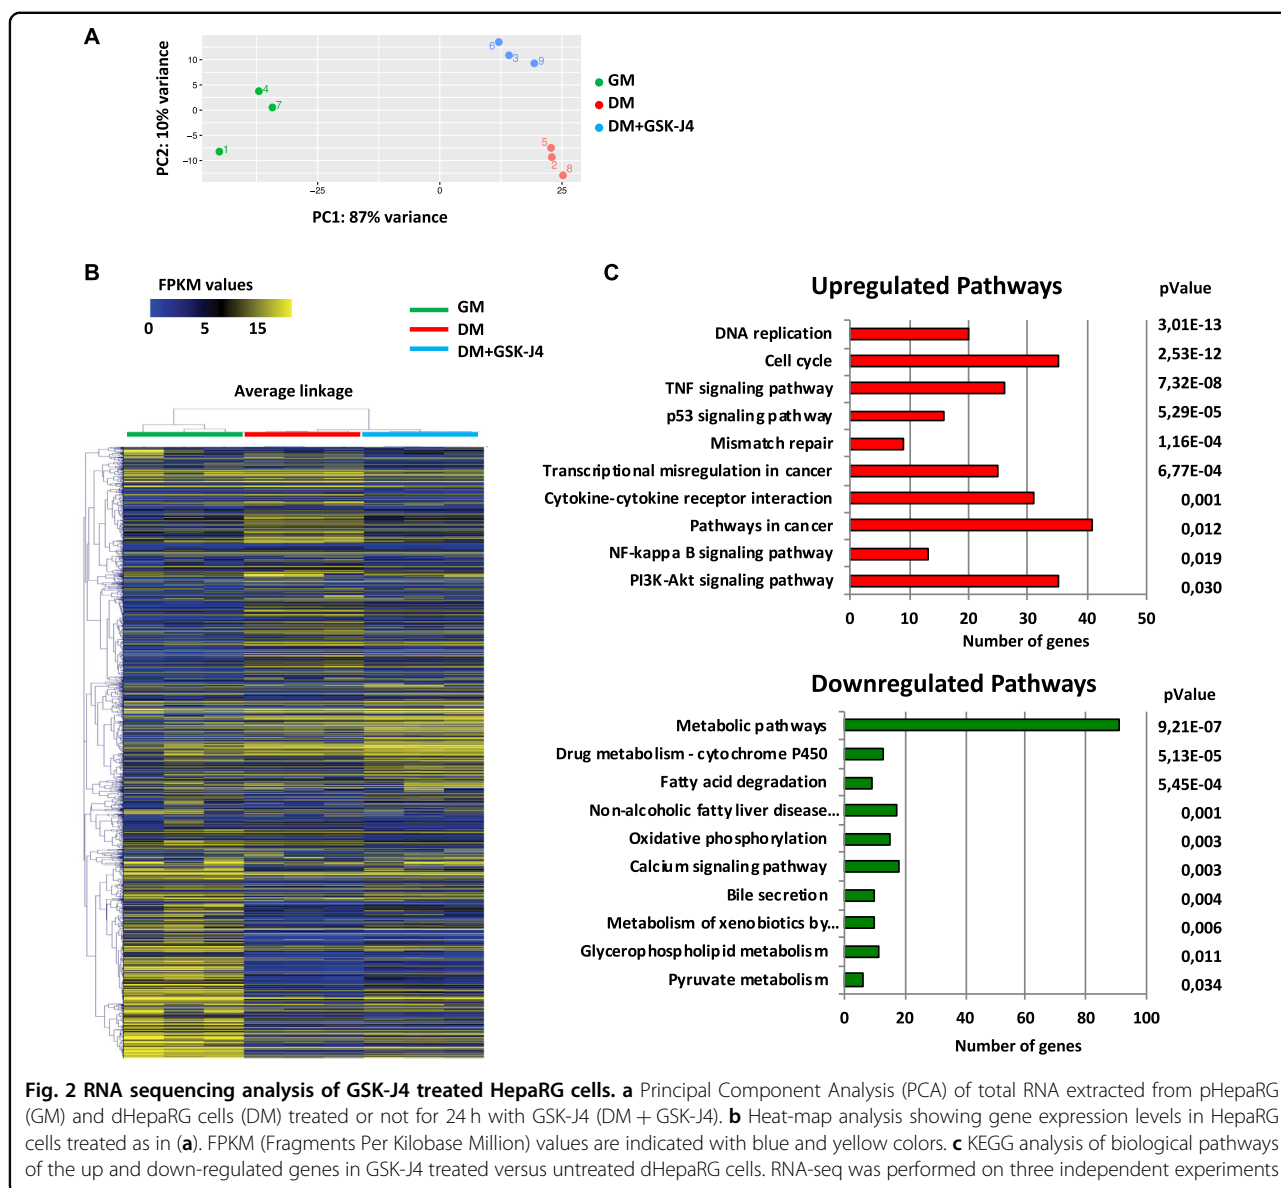 A
PC2: 10% variance
10
5
0
−5
−10
−25
0
25
PC1: 87% variance
1
4
7
6
3
9
5
2
8
GM
DM
DM+GSK-J4
B
FPKM values
0 5 15
GM
DM
DM+GSK-J4
Average linkage
C
Upregulated Pathways
pValue
DNA replication 3,01E-13
Cell cycle 2,53E-12
TNF signaling pathway 7,32E-08
p53 signaling pathway 5,29E-05
Mismatch repair 1,16E-04
Transcriptional misregulation in cancer 6,77E-04
Cytokine-cytokine receptor interaction 0,001
Pathways in cancer 0,012
NF-kappa B signaling pathway 0,019
PI3K-Akt signaling pathway 0,030
0 10 20 30 40 50
Number of genes
Downregulated Pathways
pValue
Metabolic pathways 9,21E-07
Drug metabolism - cytochrome P450 5,13E-05
Fatty acid degradation 5,45E-04
Non-alcoholic fatty liver disease... 0,001
Oxidative phosphorylation 0,003
Calcium signaling pathway 0,003
Bile secretion 0,004
Metabolism of xenobiotics by... 0,006
Glycerophospholipid metabolism 0,011
Pyruvate metabolism 0,034
0 20 40 60 80 100
Number of genes
Fig. 2 RNA sequencing analysis of GSK-J4 treated HepaRG cells. a Principal Component Analysis (PCA) of total RNA extracted from pHepaRG
(GM) and dHepaRG cells (DM) treated or not for 24 h with GSK-J4 (DM + GSK-J4). b Heat-map analysis showing gene expression levels in HepaRG
cells treated as in (a). FPKM (Fragments Per Kilobase Million) values are indicated with blue and yellow colors. c KEGG analysis of biological pathways
of the up and down-regulated genes in GSK-J4 treated versus untreated dHepaRG cells. RNA-seq was performed on three independent experiments